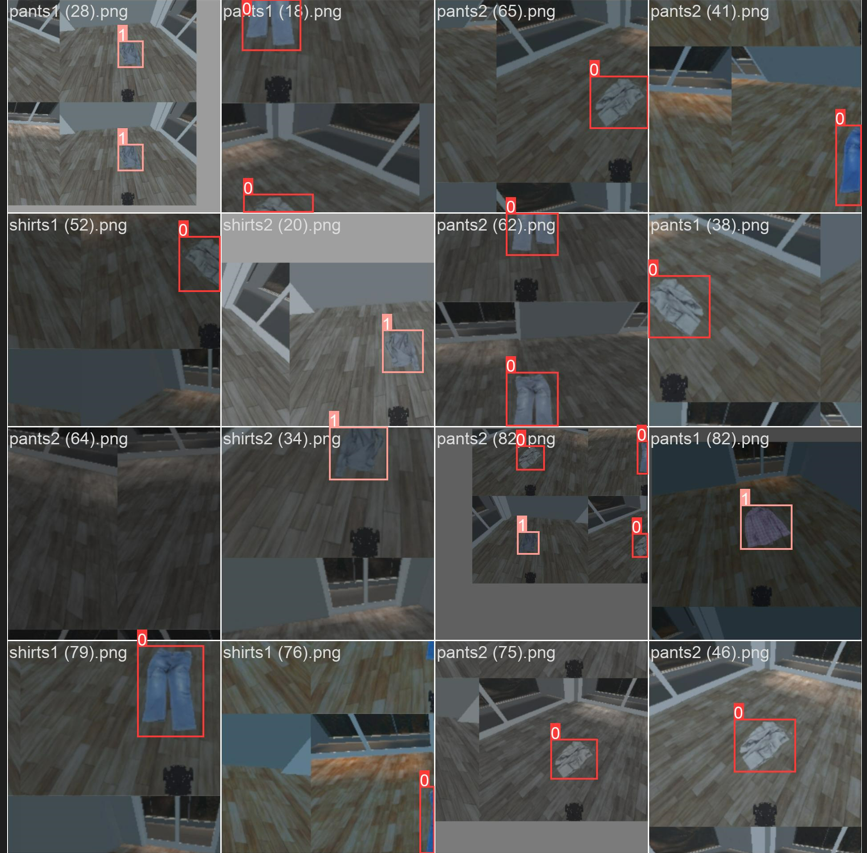 pants1 (28).png
1
1
pants1 (18).png
0
0
pants2 (65).png
0
pants2 (41).png
0
shirts1 (52).png
0
shirts2 (20).png
1
pants2 (62).png
0
0
pants1 (38).png
0
pants2 (64).png
shirts2 (34).png
1
pants2 (82).png
0
0
1
0
pants1 (82).png
1
shirts1 (79).png
0
shirts1 (76).png
0
pants2 (75).png
0
pants2 (46).png
0